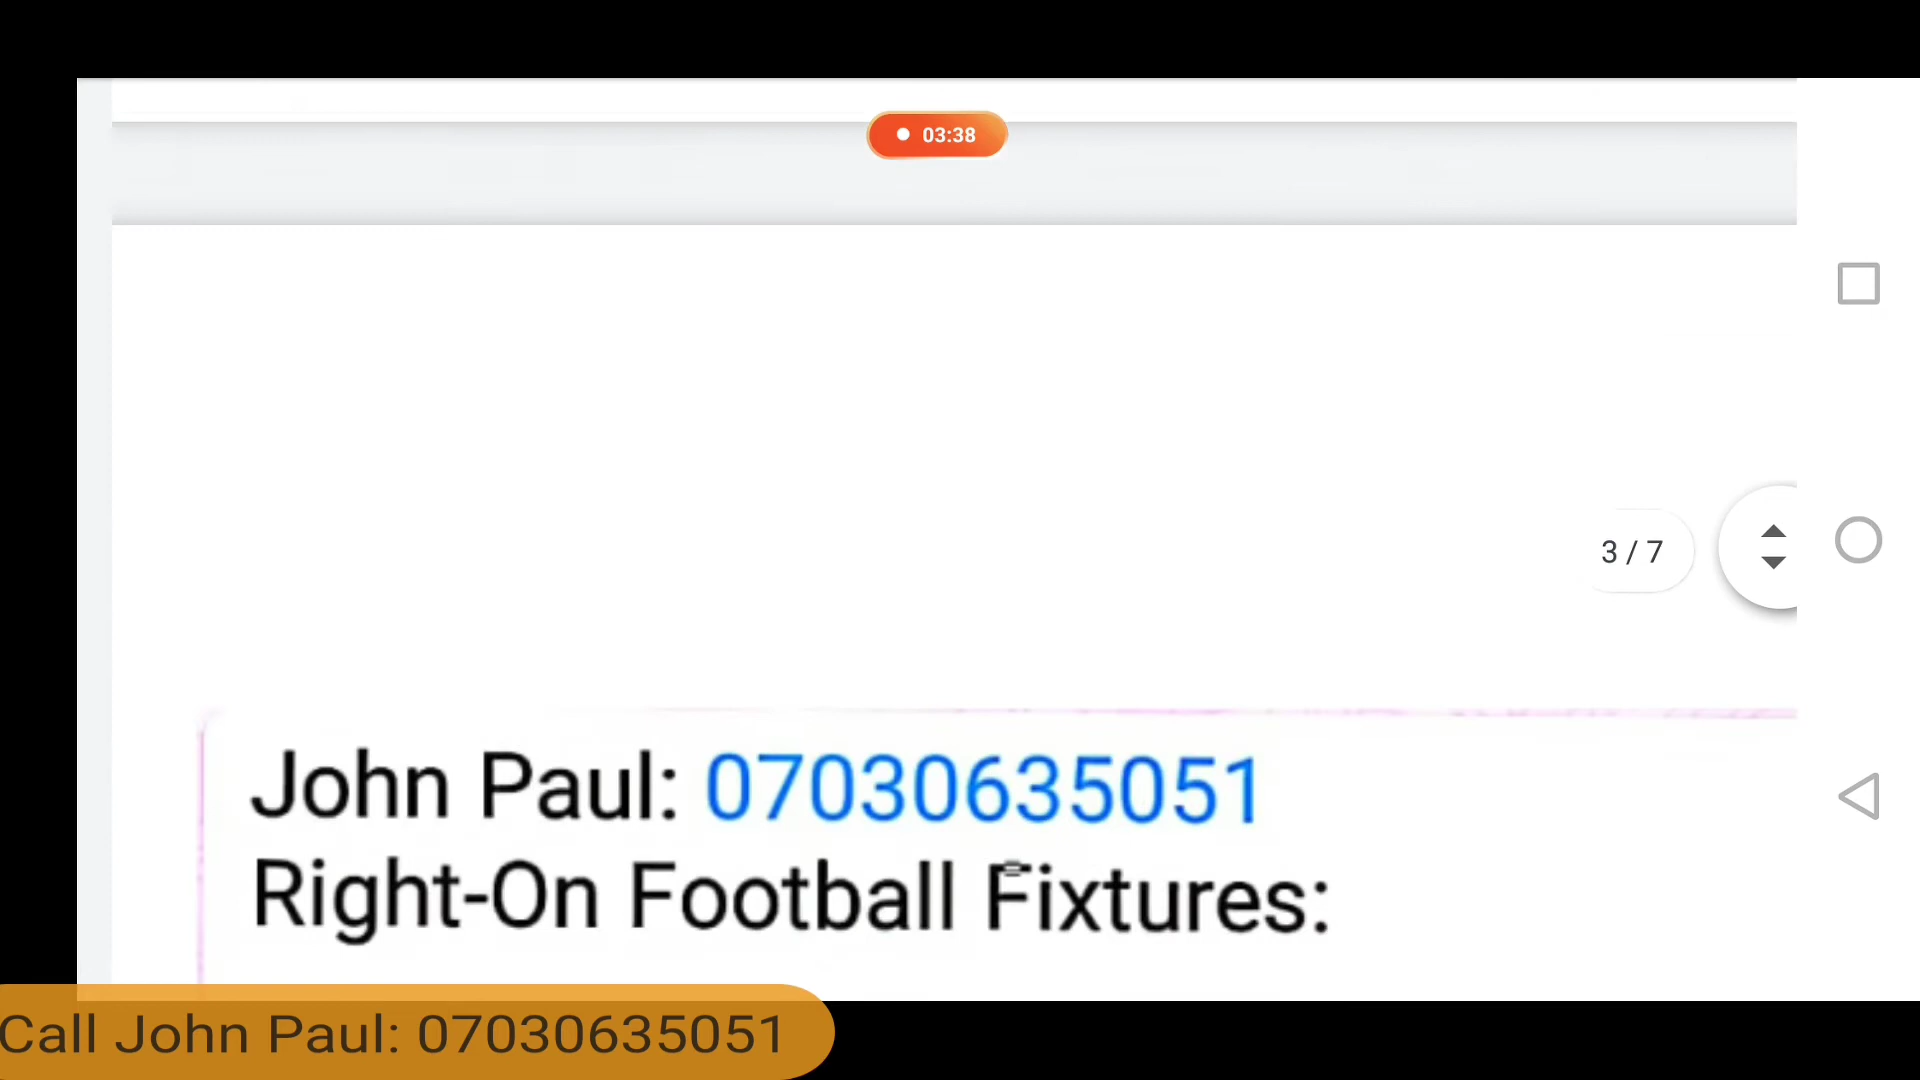 03:38
3 / 7
John Paul: 07030635051
Right-On Football Fixtures:
Call John Paul: 07030635051